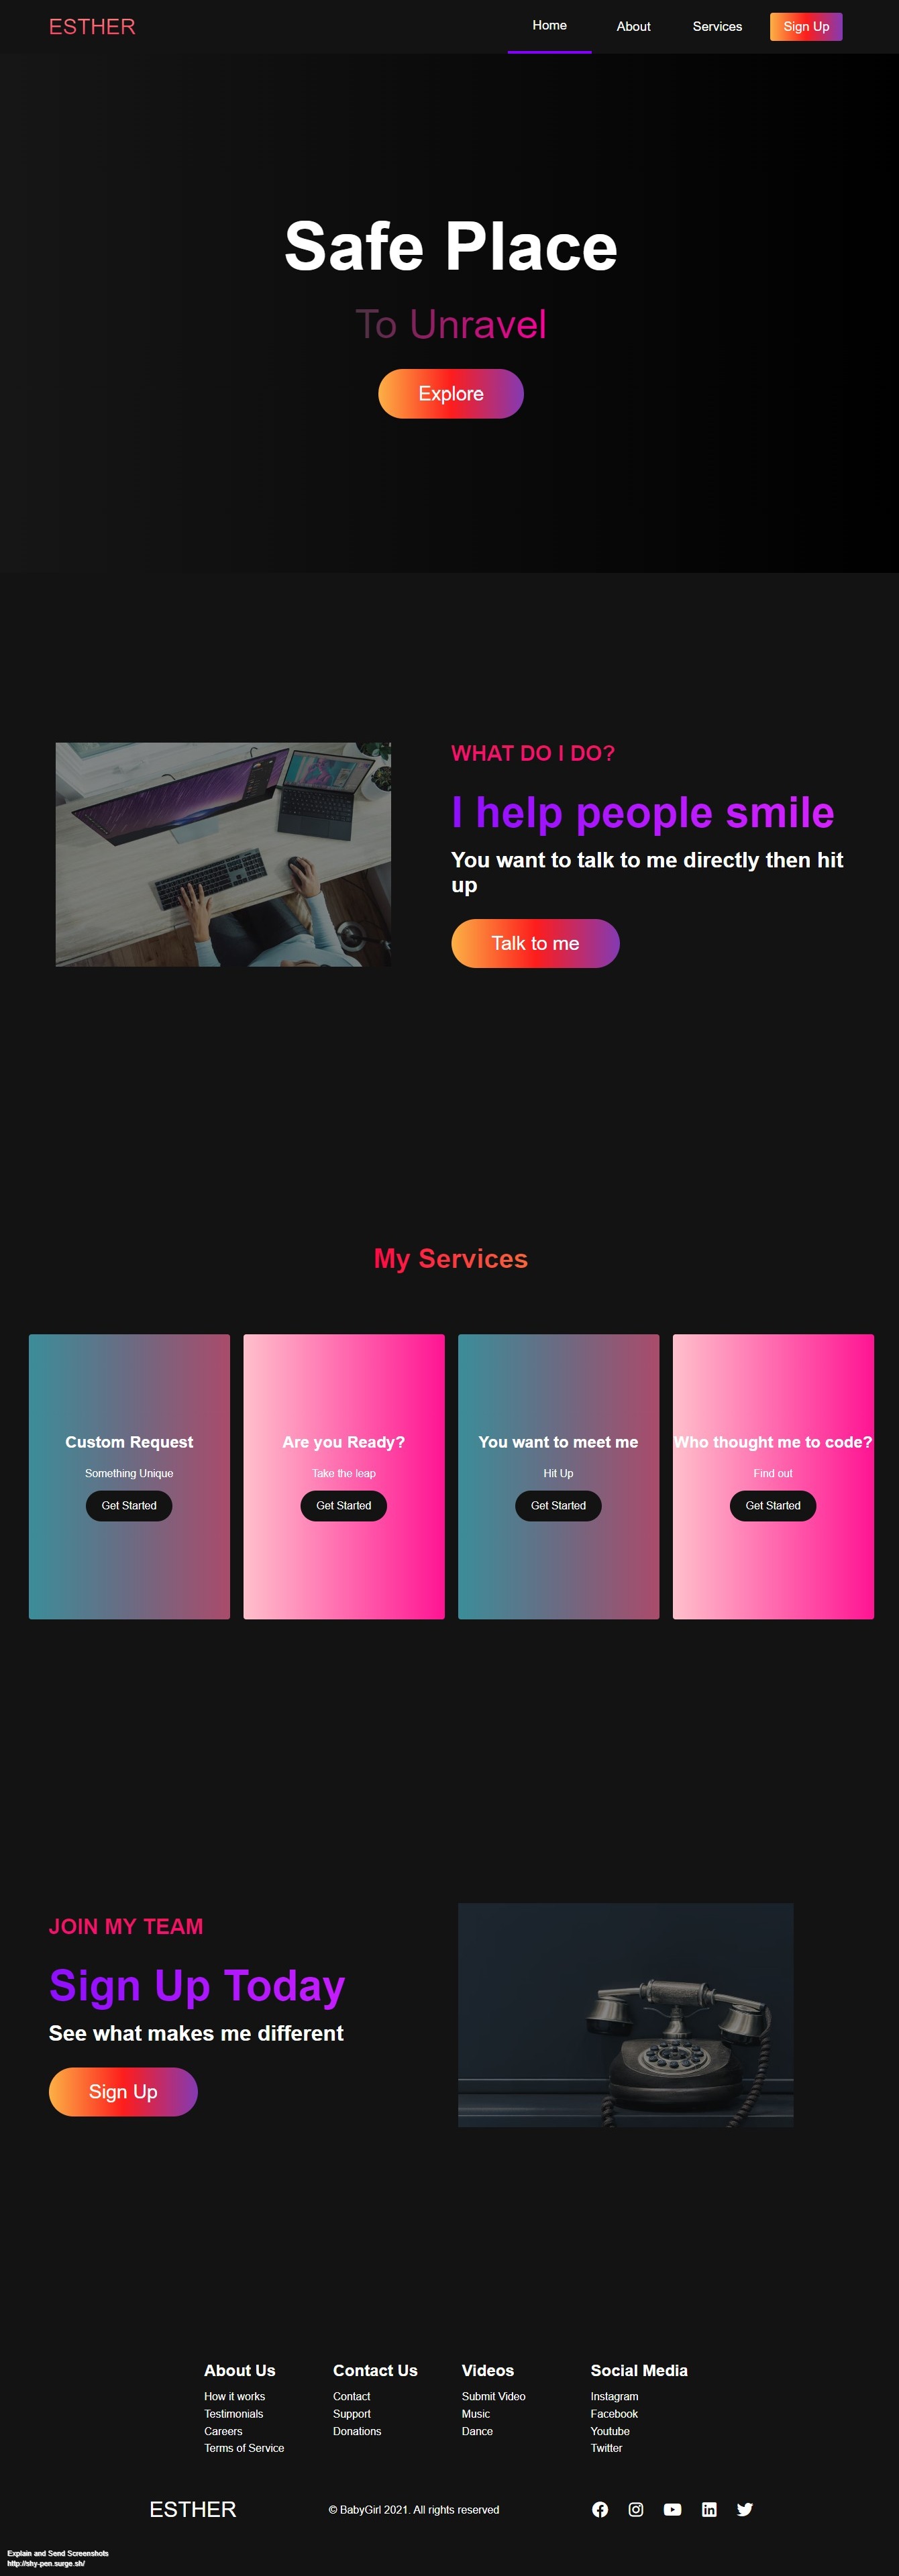 ESTHER
Home
About
Services
Sign Up
Safe Place
To Unravel
Explore
WHAT DO I DO?
I help people smile
You want to talk to me directly then hit
up
Talk to me
My Services
Custom Request
Something Unique
Get Started
Are you Ready?
Take the leap
Get Started
You want to meet me
Hit Up
Get Started
Who thought me to code?
Find out
Get Started
JOIN MY TEAM
Sign Up Today
See what makes me different
Sign Up
About Us
How it works
Testimonials
Careers
Terms of Service
Contact Us
Contact
Support
Donations
Videos
Submit Video
Music
Dance
Social Media
Instagram
Facebook
Youtube
Twitter
ESTHER
© BabyGirl 2021. All rights reserved
Explain and Send Screenshots
http://shy-pen.surge.sh/